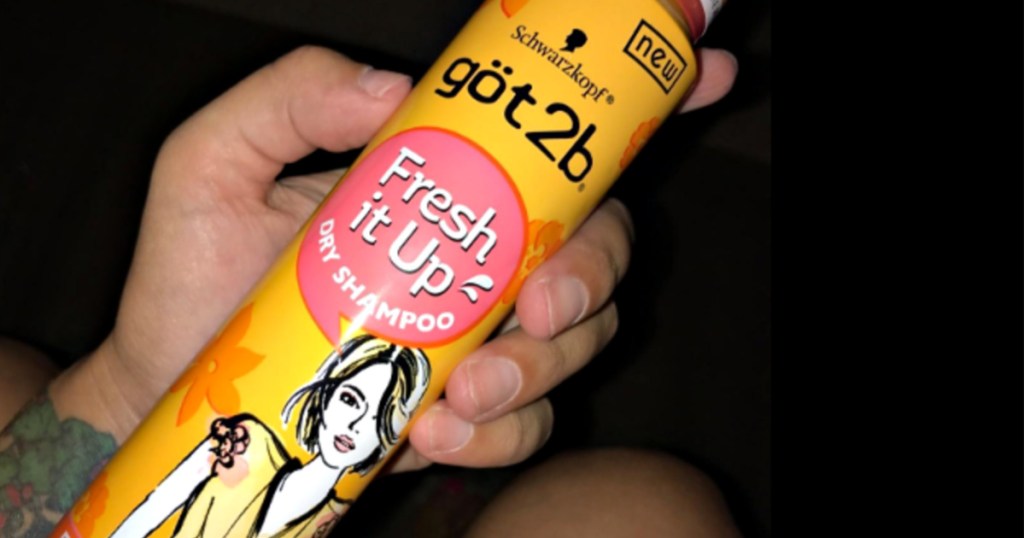 new
Schwarzkopf®
göt2b®
Fresh
it Up
DRY SHAMPOO